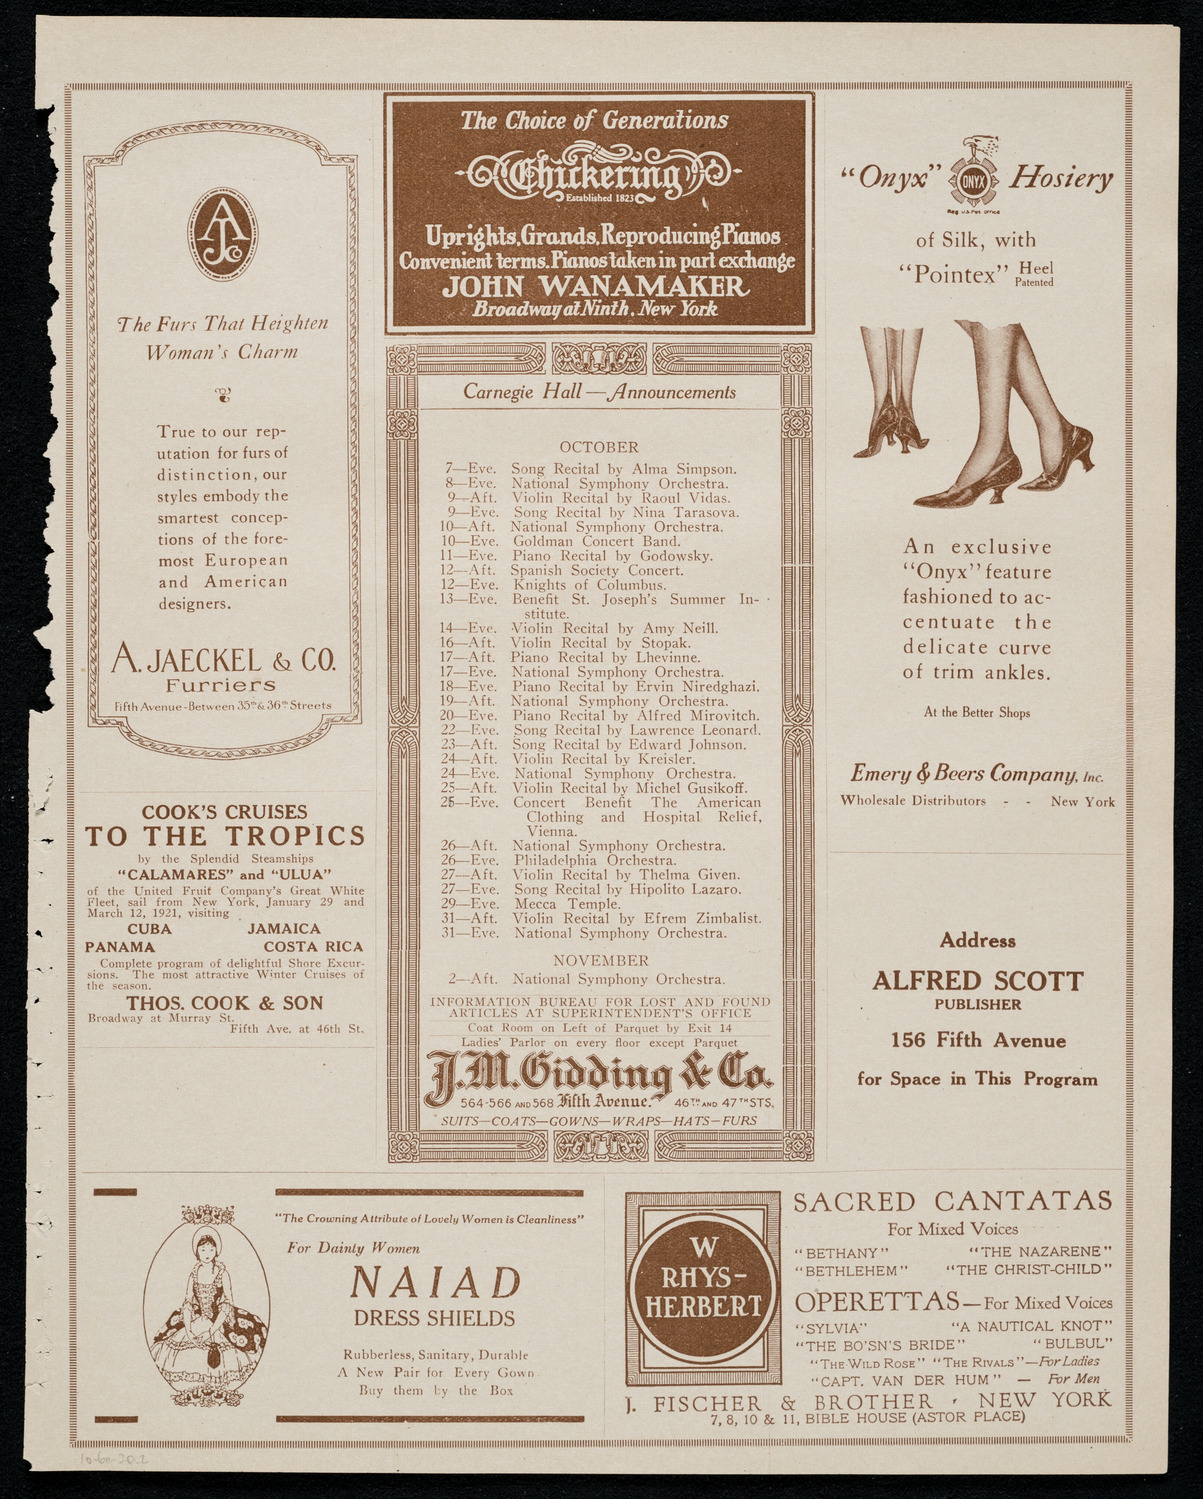 AJCo
The Furs That Heighten
Woman's Charm
True to our rep-
utation for furs of
distinction, our
styles embody the
smartest concep-
tions of the fore-
most European
and American
designers.
A. JAECKEL & CO.
Furriers
Fifth Avenue-Between 35th & 36th Streets
COOK'S CRUISES
TO THE TROPICS
by the Splendid Steamships
"CALAMARES" and "ULUA"
of the United Fruit Company's Great White
Fleet, sail from New York, January 29 and
March 12, 1921, visiting
CUBA JAMAICA
PANAMA COSTA RICA
Complete program of delightful Shore Excur-
sions. The most attractive Winter Cruises of
the season.
THOS. COOK & SON
Broadway at Murray St.
Fifth Ave. at 46th St.
The Choice of Generations
Chickering
Established 1823
Uprights, Grands, Reproducing Pianos
Convenient terms. Pianos taken in part exchange
JOHN WANAMAKER
Broadway at Ninth, New York
Carnegie Hall—Announcements
OCTOBER
7—Eve. Song Recital by Alma Simpson.
8—Eve. National Symphony Orchestra.
9—Aft. Violin Recital by Raoul Vidas.
9—Eve. Song Recital by Nina Tarasova.
10—Aft. National Symphony Orchestra.
10—Eve. Goldman Concert Band.
11—Eve. Piano Recital by Godowsky.
12—Aft. Spanish Society Concert.
12—Eve. Knights of Columbus.
13—Eve. Benefit St. Joseph's Summer In-
stitute.
14—Eve. Violin Recital by Amy Neill.
16—Aft. Violin Recital by Stopak.
17—Aft. Piano Recital by Lhevinne.
17—Eve. National Symphony Orchestra.
18—Eve. Piano Recital by Ervin Niredghazi.
19—Aft. National Symphony Orchestra.
20—Eve. Piano Recital by Alfred Mirovitch.
22—Eve. Song Recital by Lawrence Leonard.
23—Aft. Song Recital by Edward Johnson.
24—Aft. Violin Recital by Kreisler.
24—Eve. National Symphony Orchestra.
25—Aft. Violin Recital by Michel Gusikoff.
25—Eve. Concert Benefit The American
Clothing and Hospital Relief,
Vienna.
26—Aft. National Symphony Orchestra.
26—Eve. Philadelphia Orchestra.
27—Aft. Violin Recital by Thelma Given.
27—Eve. Song Recital by Hipolito Lazaro.
29—Eve. Mecca Temple.
31—Aft. Violin Recital by Efrem Zimbalist.
31—Eve. National Symphony Orchestra.
NOVEMBER
2—Aft. National Symphony Orchestra.
INFORMATION BUREAU FOR LOST AND FOUND
ARTICLES AT SUPERINTENDENT'S OFFICE
Coat Room on Left of Parquet by Exit 14
Ladies' Parlor on every floor except Parquet
J.M. Gidding & Co.
564-566 AND 568 Fifth Avenue. 46TH AND 47TH STS.
SUITS—COATS—GOWNS—WRAPS—HATS—FURS
"Onyx" ONYX Hosiery
Reg U.S. Pat. Office
of Silk, with
"Pointex" Heel Patented
An exclusive
"Onyx" feature
fashioned to ac-
centuate the
delicate curve
of trim ankles.
At the Better Shops
Emery & Beers Company, Inc.
Wholesale Distributors - - New York
Address
ALFRED SCOTT
PUBLISHER
156 Fifth Avenue
for Space in This Program
"The Crowning Attribute of Lovely Women is Cleanliness"
For Dainty Women
NAIAD
DRESS SHIELDS
Rubberless, Sanitary, Durable
A New Pair for Every Gown
Buy them by the Box
W
RHYS-
HERBERT
SACRED CANTATAS
For Mixed Voices
"BETHANY" "THE NAZARENE"
"BETHLEHEM" "THE CHRIST-CHILD"
OPERETTAS—For Mixed Voices
"SYLVIA" "A NAUTICAL KNOT"
"THE BO'SN'S BRIDE" "BULBUL"
"THE WILD ROSE" "THE RIVALS"—For Ladies
"CAPT. VAN DER HUM" — For Men
J. FISCHER & BROTHER, NEW YORK
7, 8, 10 & 11, BIBLE HOUSE (ASTOR PLACE)